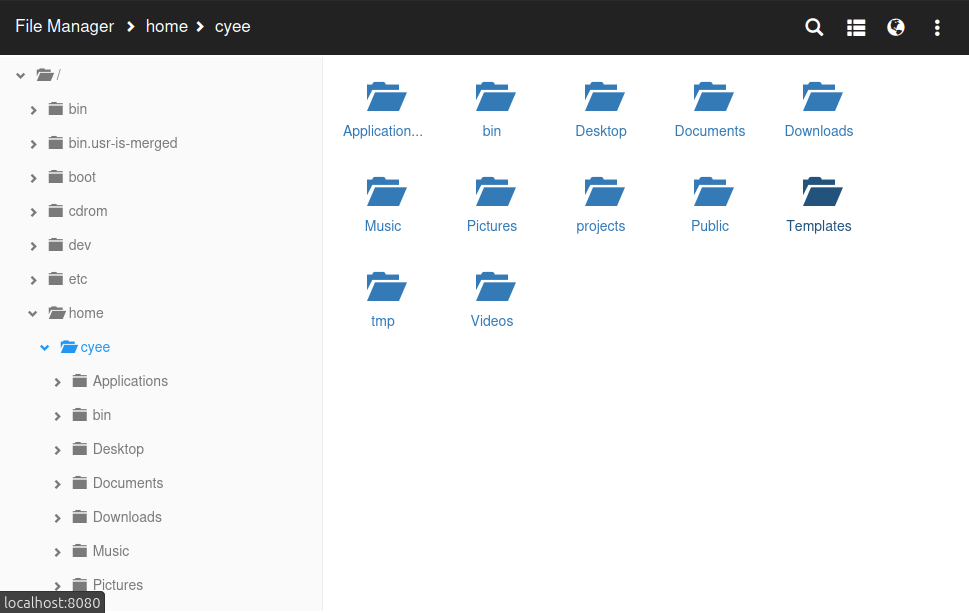 File Manager home cyee
/
bin
bin.usr-is-merged
boot
cdrom
dev
etc
home
cyee
Applications
bin
Desktop
Documents
Downloads
Music
Pictures
Application... bin Desktop Documents Downloads
Music Pictures projects Public Templates
tmp Videos
localhost:8080